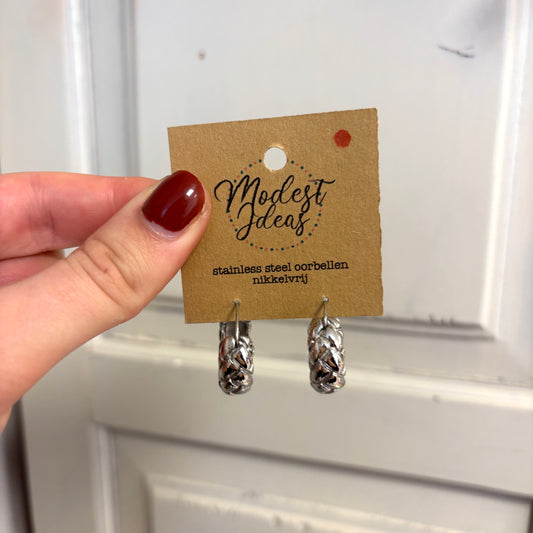 Modest
Ideas
stainless steel oorbellen
nikkelvrij